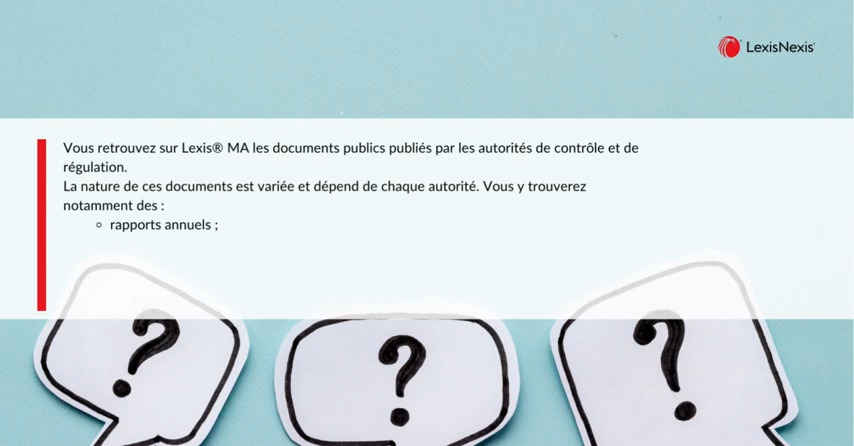 LexisNexis®
Vous retrouvez sur Lexis® MA les documents publics publiés par les autorités de contrôle et de
régulation.
La nature de ces documents est variée et dépend de chaque autorité. Vous y trouverez
notamment des :
◦ rapports annuels ;
? ? ?